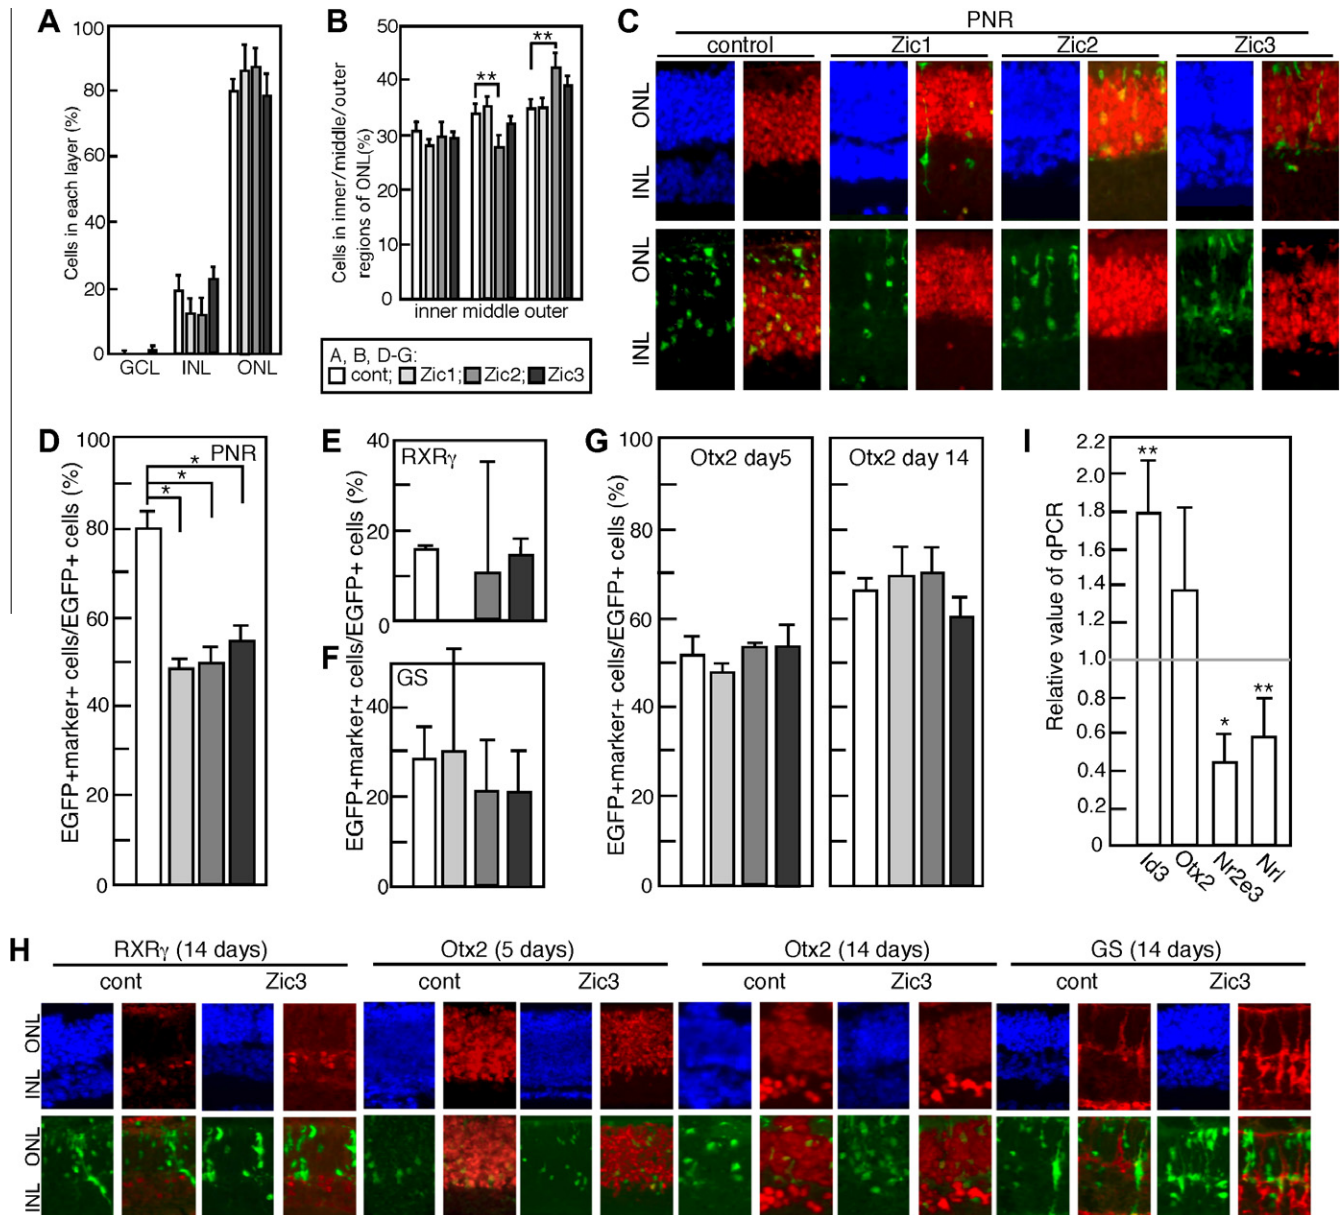 A
Cells in each layer (%)
100
80
60
40
20
0
GCL INL ONL
B
Cells in inner/middle/outer
regions of ONL(%)
50
40
30
20
10
0
**
**
inner middle outer
A, B, D-G:
cont; Zic1; Zic2; Zic3
C
PNR
control Zic1 Zic2 Zic3
ONL
INL
ONL
INL
D
EGFP+marker+ cells/EGFP+ cells (%)
100
80
60
40
20
0
PNR
*
*
*
E
EGFP+marker+ cells/EGFP+ cells (%)
40
20
0
RXRγ
F
40
20
0
GS
G
EGFP+marker+ cells/EGFP+ cells (%)
100
80
60
40
20
0
Otx2 day5
Otx2 day 14
I
Relative value of qPCR
2.2
2.0
1.6
1.4
1.2
1.0
0.8
0.6
0.4
0.2
0
**
*
**
Id3 Otx2 Nr2e3 Nrl
H
RXRγ (14 days) Otx2 (5 days) Otx2 (14 days) GS (14 days)
cont Zic3 cont Zic3 cont Zic3 cont Zic3
ONL
INL
ONL
INL